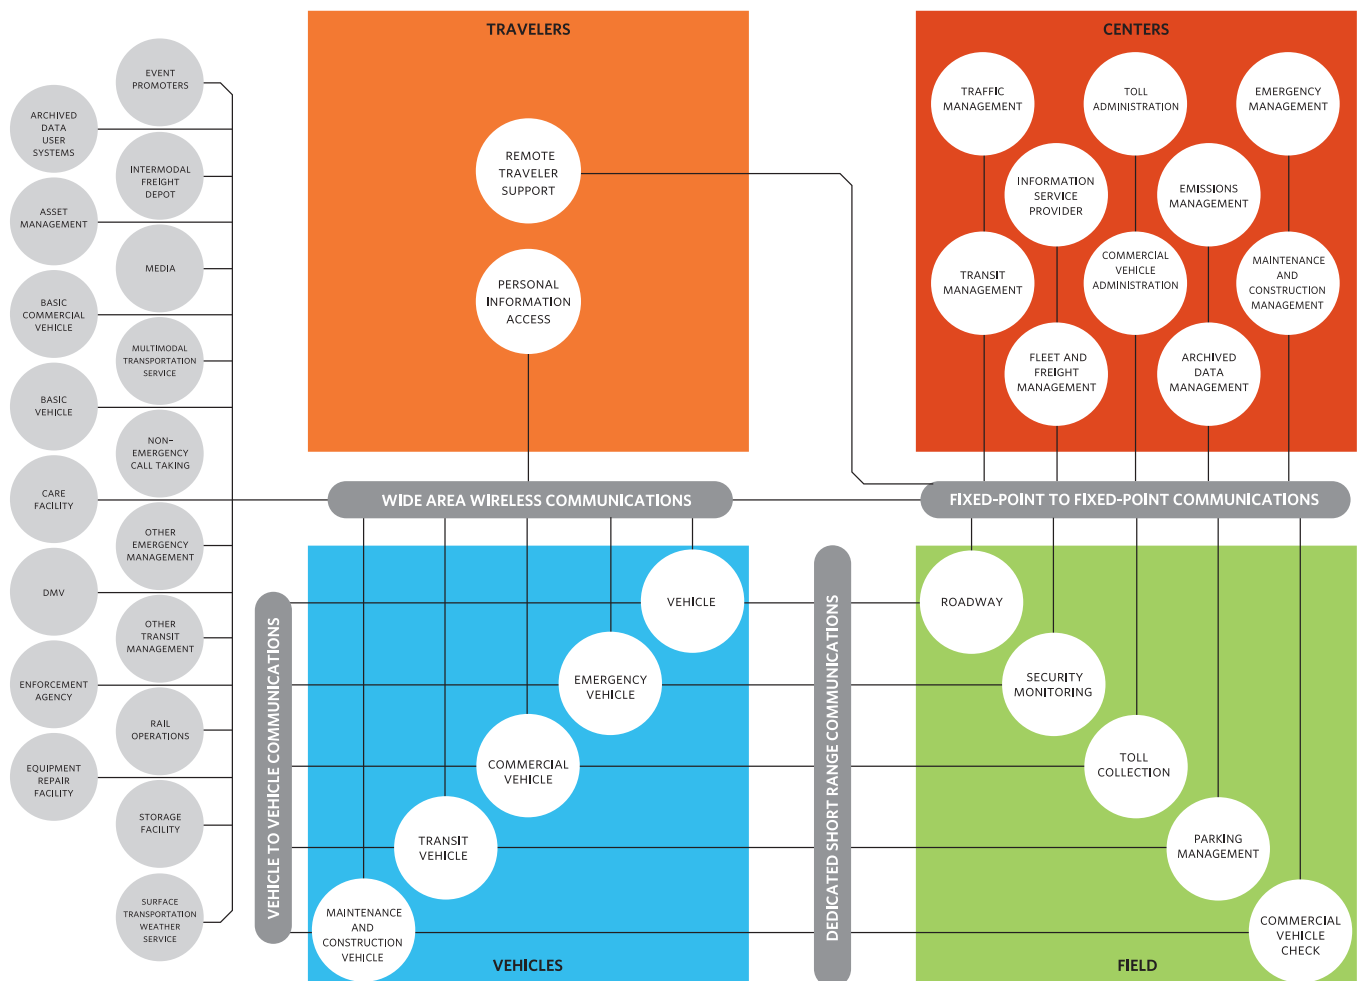 EVENT
PROMOTERS
ARCHIVED
DATA
USER
SYSTEMS
INTERMODAL
FREIGHT
DEPOT
ASSET
MANAGEMENT
MEDIA
BASIC
COMMERCIAL
VEHICLE
MULTIMODAL
TRANSPORTATION
SERVICE
BASIC
VEHICLE
NON-
EMERGENCY
CALL TAKING
CARE
FACILITY
OTHER
EMERGENCY
MANAGEMENT
DMV
OTHER
TRANSIT
MANAGEMENT
ENFORCEMENT
AGENCY
RAIL
OPERATIONS
EQUIPMENT
REPAIR
FACILITY
STORAGE
FACILITY
SURFACE
TRANSPORTATION
WEATHER
SERVICE
TRAVELERS
REMOTE
TRAVELER
SUPPORT
PERSONAL
INFORMATION
ACCESS
CENTERS
TRAFFIC
MANAGEMENT
TOLL
ADMINISTRATION
EMERGENCY
MANAGEMENT
INFORMATION
SERVICE
PROVIDER
EMISSIONS
MANAGEMENT
TRANSIT
MANAGEMENT
COMMERCIAL
VEHICLE
ADMINISTRATION
MAINTENANCE
AND
CONSTRUCTION
MANAGEMENT
FLEET AND
FREIGHT
MANAGEMENT
ARCHIVED
DATA
MANAGEMENT
WIDE AREA WIRELESS COMMUNICATIONS
FIXED-POINT TO FIXED-POINT COMMUNICATIONS
VEHICLE TO VEHICLE COMMUNICATIONS
VEHICLE
EMERGENCY
VEHICLE
COMMERCIAL
VEHICLE
TRANSIT
VEHICLE
MAINTENANCE
AND
CONSTRUCTION
VEHICLE
VEHICLES
DEDICATED SHORT RANGE COMMUNICATIONS
ROADWAY
SECURITY
MONITORING
TOLL
COLLECTION
PARKING
MANAGEMENT
COMMERCIAL
VEHICLE
CHECK
FIELD